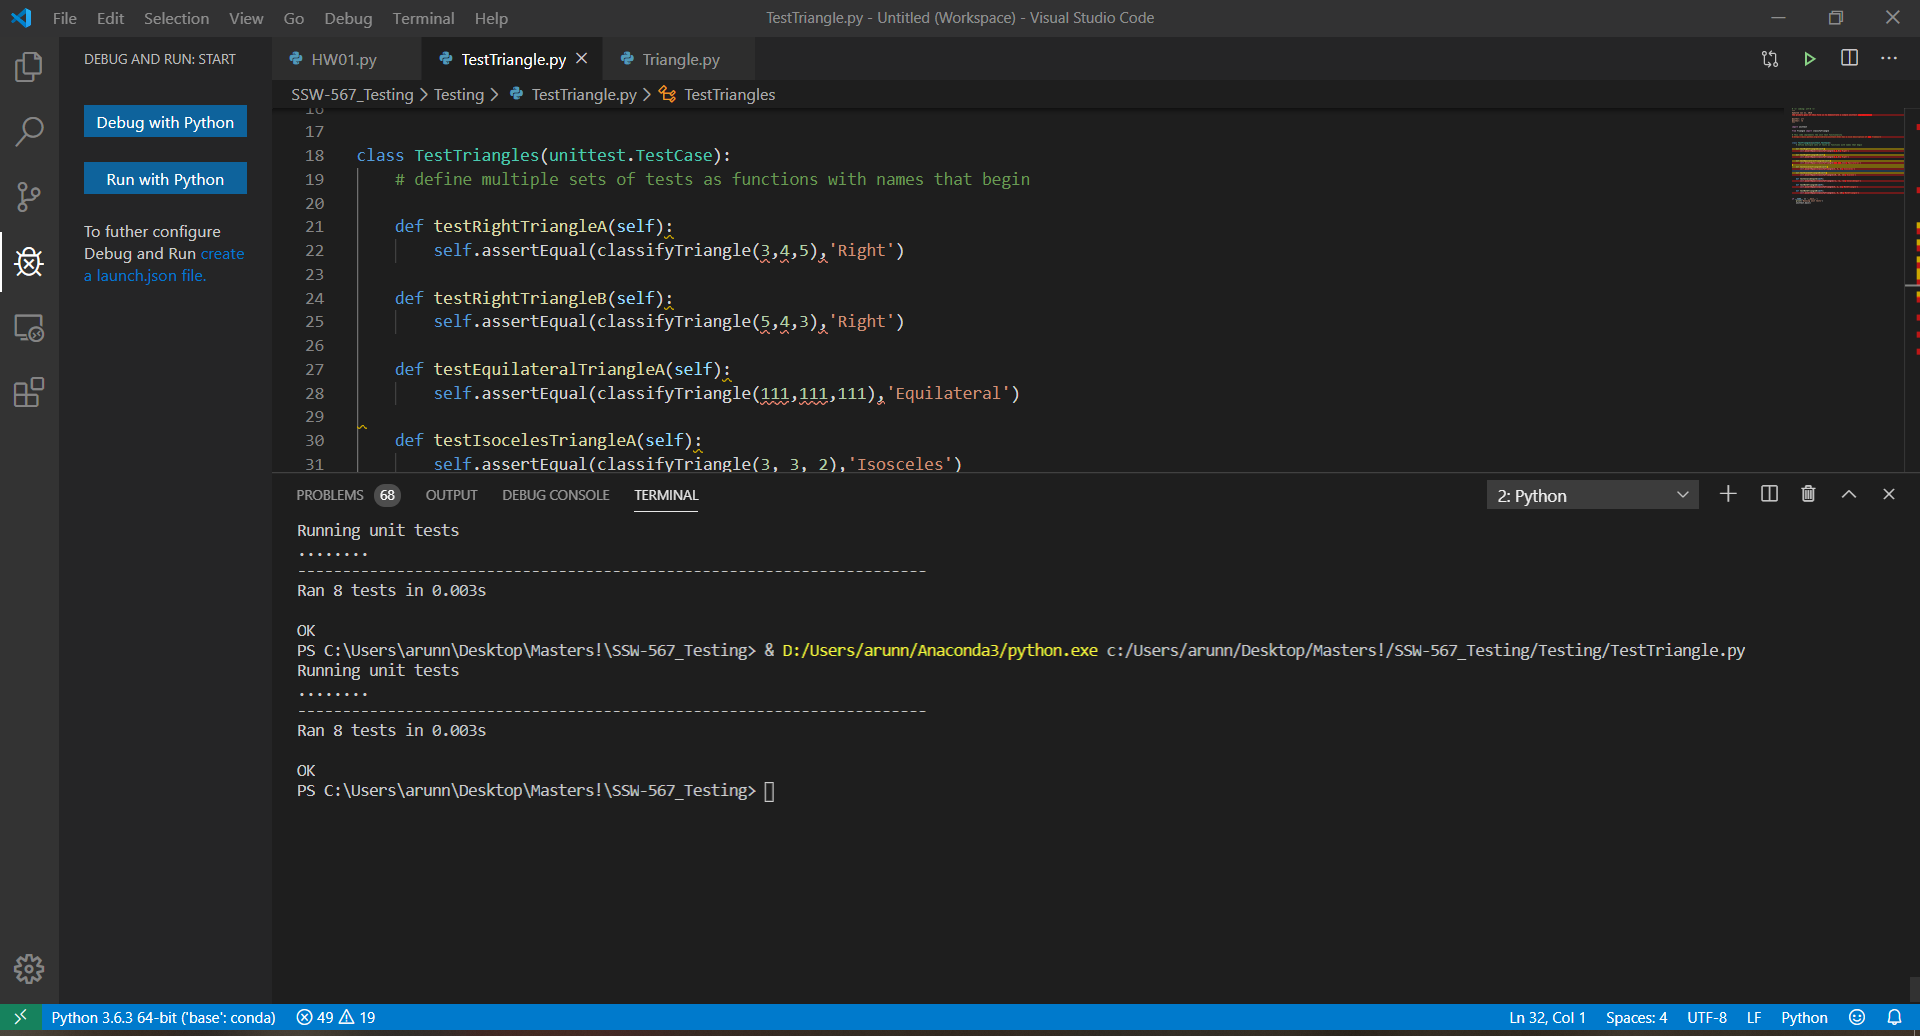 File Edit Selection View Go Debug Terminal Help
TestTriangle.py - Untitled (Workspace) - Visual Studio Code
DEBUG AND RUN: START
HW01.py
TestTriangle.py
Triangle.py
SSW-567_Testing > Testing > TestTriangle.py > TestTriangles
Debug with Python
Run with Python
To futher configure
Debug and Run create
a launch.json file.
16
17
18 class TestTriangles(unittest.TestCase):
19 # define multiple sets of tests as functions with names that begin
20
21 def testRightTriangleA(self):
22 self.assertEqual(classifyTriangle(3,4,5),'Right')
23
24 def testRightTriangleB(self):
25 self.assertEqual(classifyTriangle(5,4,3),'Right')
26
27 def testEquilateralTriangleA(self):
28 self.assertEqual(classifyTriangle(111,111,111),'Equilateral')
29
30 def testIsocelesTriangleA(self):
31 self.assertEqual(classifyTriangle(3, 3, 2),'Isosceles')
PROBLEMS 68 OUTPUT DEBUG CONSOLE TERMINAL
2: Python
Running unit tests
........
----------------------------------------------------------------------
Ran 8 tests in 0.003s
OK
PS C:\Users\arunn\Desktop\Masters!\SSW-567_Testing> & D:/Users/arunn/Anaconda3/python.exe c:/Users/arunn/Desktop/Masters!/SSW-567_Testing/Testing/TestTriangle.py
Running unit tests
........
----------------------------------------------------------------------
Ran 8 tests in 0.003s
OK
PS C:\Users\arunn\Desktop\Masters!\SSW-567_Testing>
Python 3.6.3 64-bit ('base': conda) 49 19
Ln 32, Col 1 Spaces: 4 UTF-8 LF Python